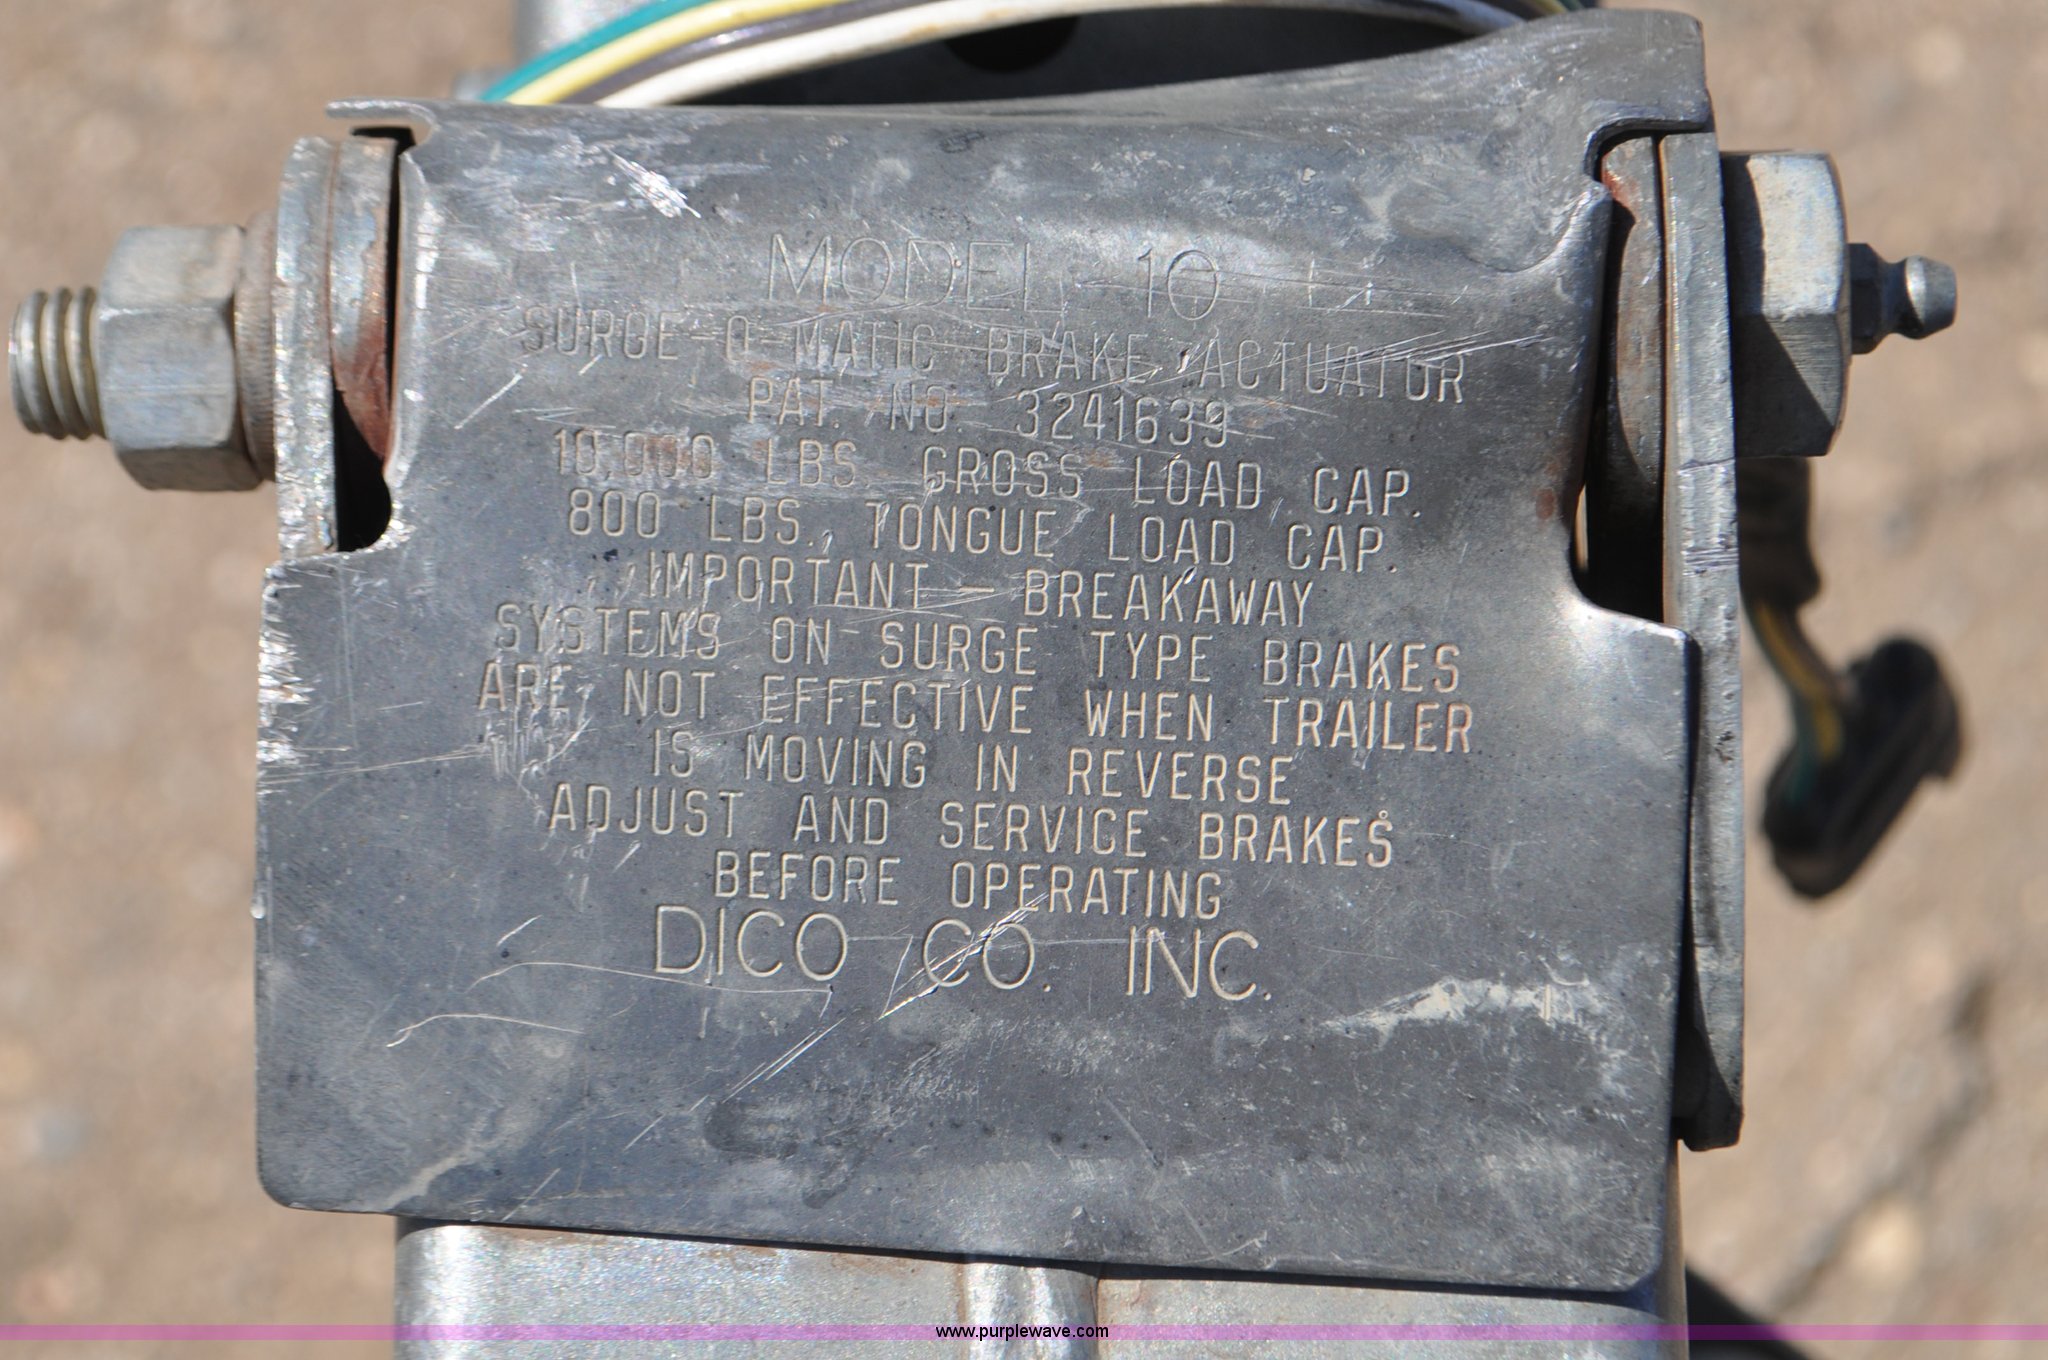 MODEL 10
SURGE-O-MATIC BRAKE ACTUATOR
PAT. NO. 3241639
10,000 LBS. GROSS LOAD CAP.
800 LBS. TONGUE LOAD CAP.
IMPORTANT - BREAKAWAY
SYSTEMS ON SURGE TYPE BRAKES
ARE NOT EFFECTIVE WHEN TRAILER
IS MOVING IN REVERSE
ADJUST AND SERVICE BRAKES
BEFORE OPERATING
DICO CO. INC.
www.purplewave.com